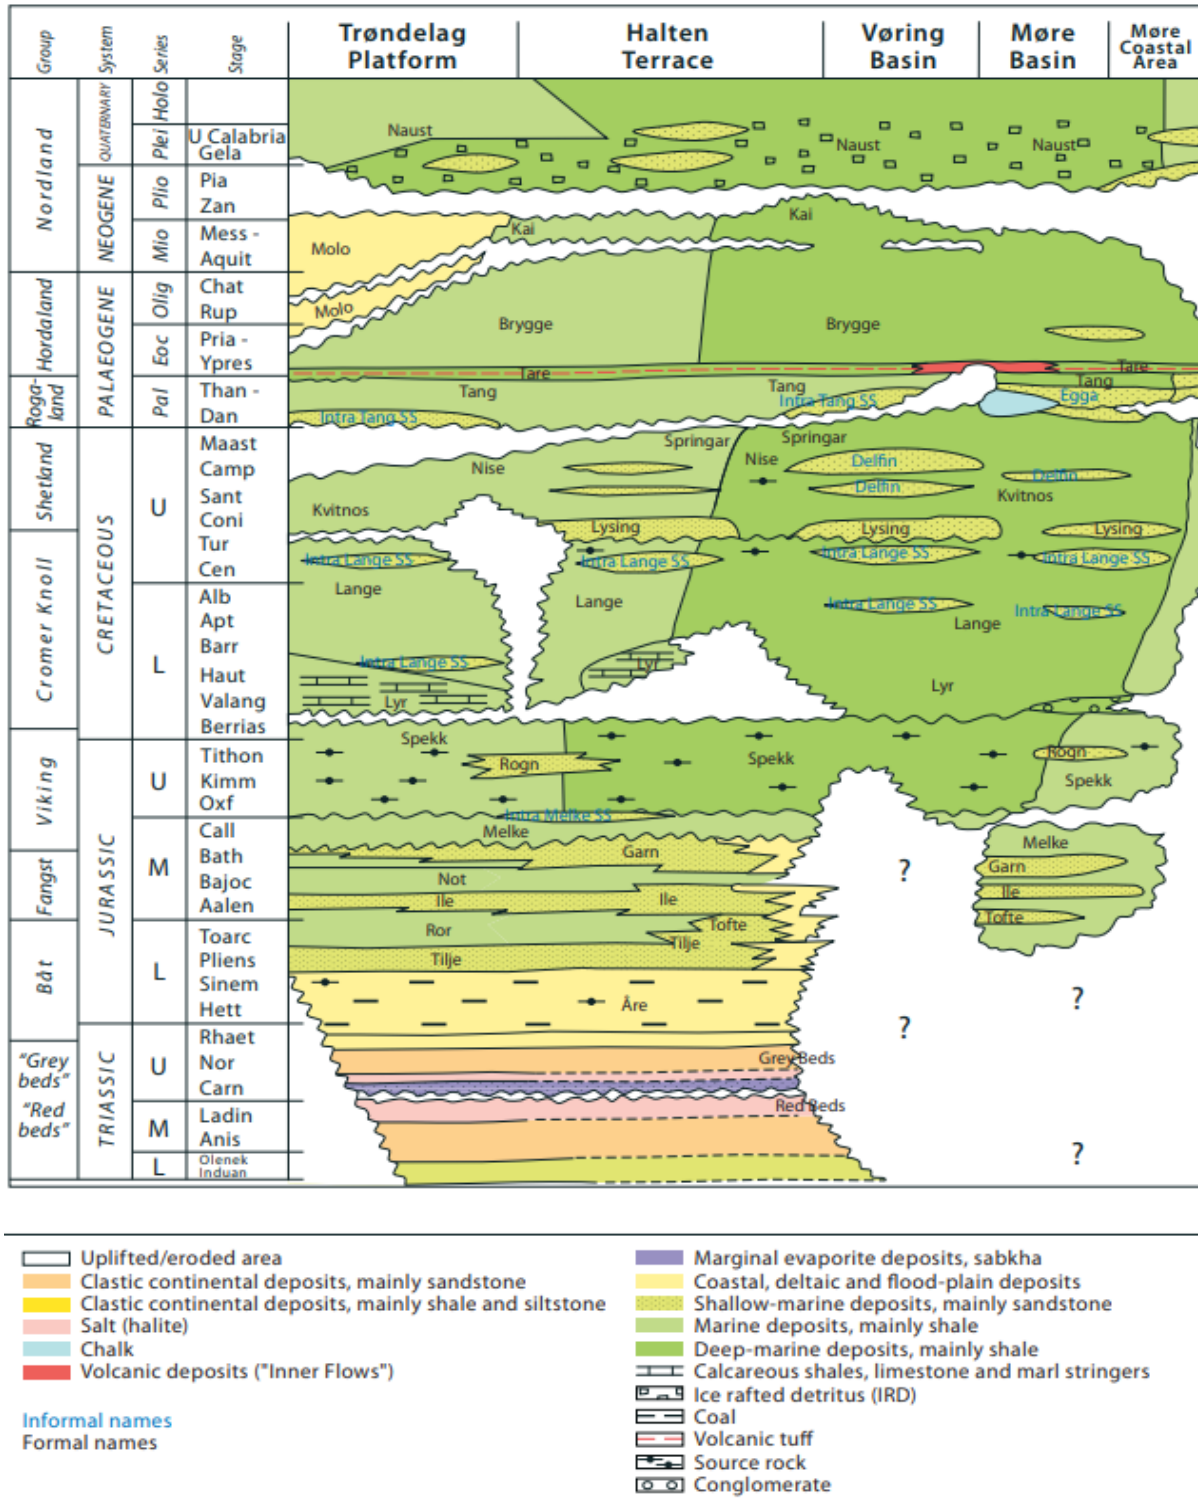 Group
System
Series
Stage
Trøndelag
Platform
Halten
Terrace
Vøring
Basin
Møre
Basin
Møre
Coastal
Area
Nordland
Hordaland
Roga-
land
Shetland
Cromer Knoll
Viking
Fangst
Båt
"Grey
beds"
"Red
beds"
QUATERNARY
NEOGENE
PALAEOGENE
CRETACEOUS
JURASSIC
TRIASSIC
Holo
Plei
Plio
Mio
Olig
Eoc
Pal
U
L
U
M
L
U
M
L
U Calabria
Gela
Pia
Zan
Mess -
Aquit
Chat
Rup
Pria -
Ypres
Than -
Dan
Maast
Camp
Sant
Coni
Tur
Cen
Alb
Apt
Barr
Haut
Valang
Berrias
Tithon
Kimm
Oxf
Call
Bath
Bajoc
Aalen
Toarc
Pliens
Sinem
Hett
Rhaet
Nor
Carn
Ladin
Anis
Olenek
Induan
Naust
Naust
Naust
Kai
Kai
Molo
Molo
Brygge
Brygge
Tare
Tare
Tang
Tang
Tang
Intra Tang SS
Intra Tang SS
Egga
Springar
Springar
Nise
Nise
Delfin
Delfin
Delfin
Kvitnos
Kvitnos
Lysing
Lysing
Lysing
Intra Lange SS
Intra Lange SS
Intra Lange SS
Intra Lange SS
Lange
Lange
Intra Lange SS
Intra Lange SS
Lange
Intra Lange SS
Lyr
Lyr
Lyr
Spekk
Spekk
Spekk
Rogn
Rogn
Intra Melke SS
Melke
Melke
Garn
Garn
?
Not
Ile
Ile
Ile
Tofte
Tofte
Ror
Tilje
Tilje
Åre
?
?
Grey Beds
Red Beds
?
Uplifted/eroded area
Clastic continental deposits, mainly sandstone
Clastic continental deposits, mainly shale and siltstone
Salt (halite)
Chalk
Volcanic deposits ("Inner Flows")
Informal names
Formal names
Marginal evaporite deposits, sabkha
Coastal, deltaic and flood-plain deposits
Shallow-marine deposits, mainly sandstone
Marine deposits, mainly shale
Deep-marine deposits, mainly shale
Calcareous shales, limestone and marl stringers
Ice rafted detritus (IRD)
Coal
Volcanic tuff
Source rock
Conglomerate